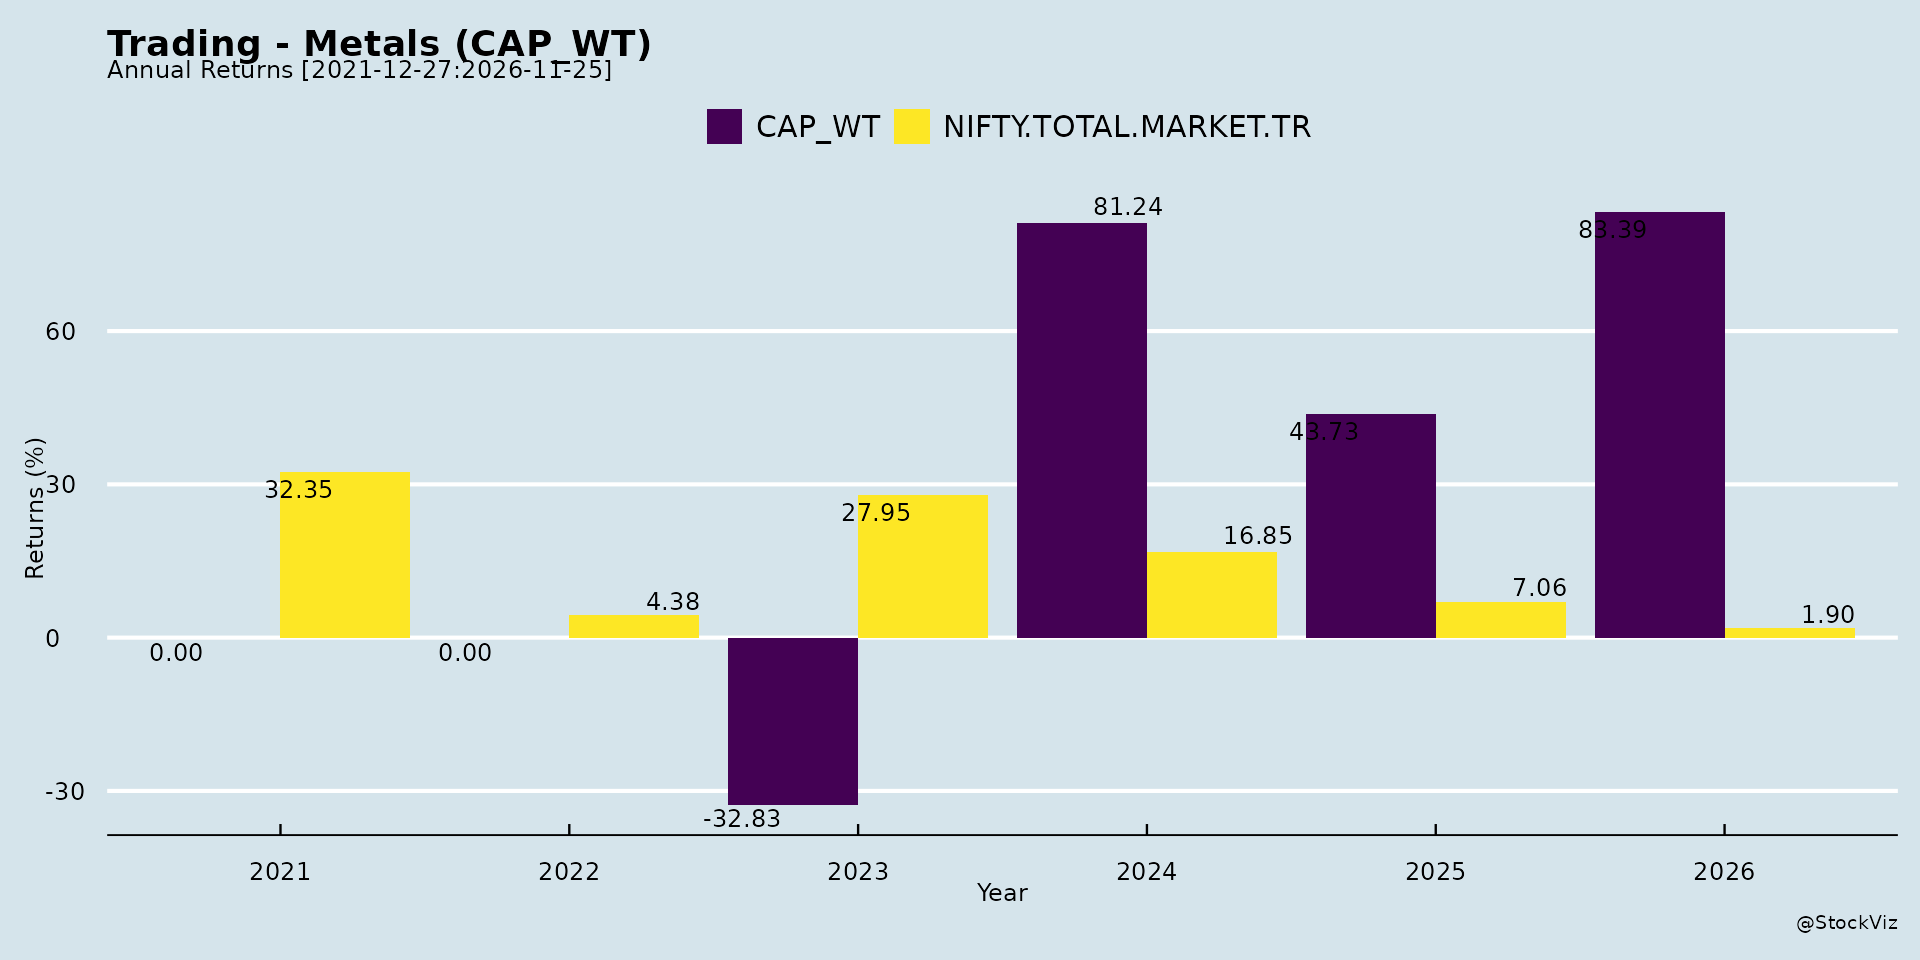 Trading - Metals (CAP_WT)
Annual Returns [2021-12-27:2026-11-25]
CAP_WT NIFTY.TOTAL.MARKET.TR
81.24
83.39
60
43.73
Returns (%)
30
32.35
27.95
16.85
7.06
4.38
1.90
0
0.00
0.00
-30
-32.83
2021 2022 2023 2024 2025 2026
Year
@StockViz